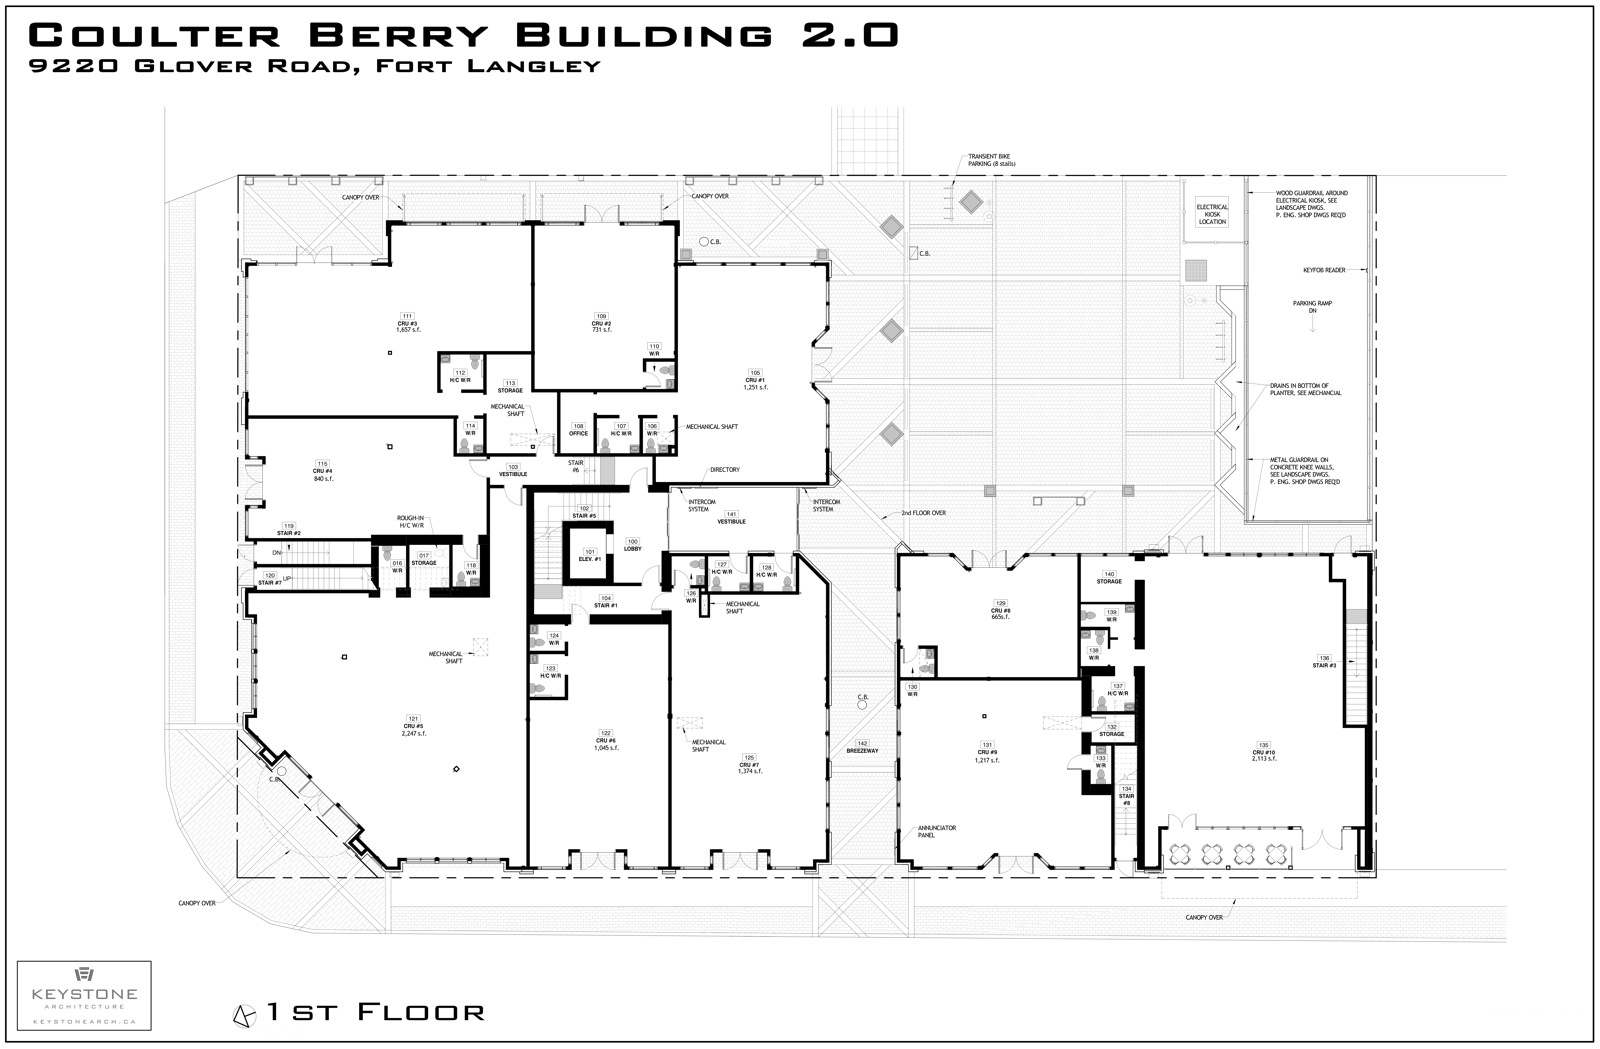 COULTER BERRY BUILDING 2.0
9220 GLOVER ROAD, FORT LANGLEY
TRANSIENT BIKE
PARKING (8 stalls)
CANOPY OVER
CANOPY OVER
ELECTRICAL
KIOSK
LOCATION
WOOD GUARDRAIL AROUND
ELECTRICAL KIOSK, SEE
LANDSCAPE DWGS.
P. ENG. SHOP DWGS REQ'D
C.B.
C.B.
KEYFOB READER
PARKING RAMP
DN
111
CRU #3
1,657 s.f.
109
CRU #2
731 s.f.
110
W/R
105
CRU #1
1,251 s.f.
112
H/C W/R
113
STORAGE
MECHANICAL
SHAFT
DRAINS IN BOTTOM OF
PLANTER, SEE MECHANCIAL
114
W/R
108
OFFICE
107
H/C W/R
106
W/R
MECHANICAL SHAFT
115
CRU #4
840 s.f.
103
VESTIBULE
STAIR
#6
DIRECTORY
METAL GUARDRAIL ON
CONCRETE KNEE WALLS,
SEE LANDSCAPE DWGS.
P. ENG. SHOP DWGS REQ'D
INTERCOM
SYSTEM
INTERCOM
SYSTEM
141
VESTIBULE
2nd FLOOR OVER
102
STAIR #5
ROUGH-IN
H/C W/R
119
STAIR #2
DN
100
LOBBY
101
ELEV. #1
016
W/R
017
STORAGE
118
W/R
120
STAIR #7
UP
127
H/C W/R
128
H/C W/R
126
W/R
104
STAIR #1
MECHANICAL
SHAFT
129
CRU #8
665s.f.
140
STORAGE
139
W/R
138
W/R
124
W/R
123
H/C W/R
MECHANICAL
SHAFT
136
STAIR #3
130
W/R
137
H/C W/R
C.B.
121
CRU #5
2,247 s.f.
122
CRU #6
1,045 s.f.
MECHANICAL
SHAFT
125
CRU #7
1,374 s.f.
142
BREEZEWAY
131
CRU #9
1,217 s.f.
132
STORAGE
133
W/R
134
STAIR
#8
135
CRU #10
2,113 s.f.
C.B.
ANNUNCIATOR
PANEL
CANOPY OVER
CANOPY OVER
KEYSTONE
ARCHITECTURE
KEYSTONEARCH.CA
1ST FLOOR